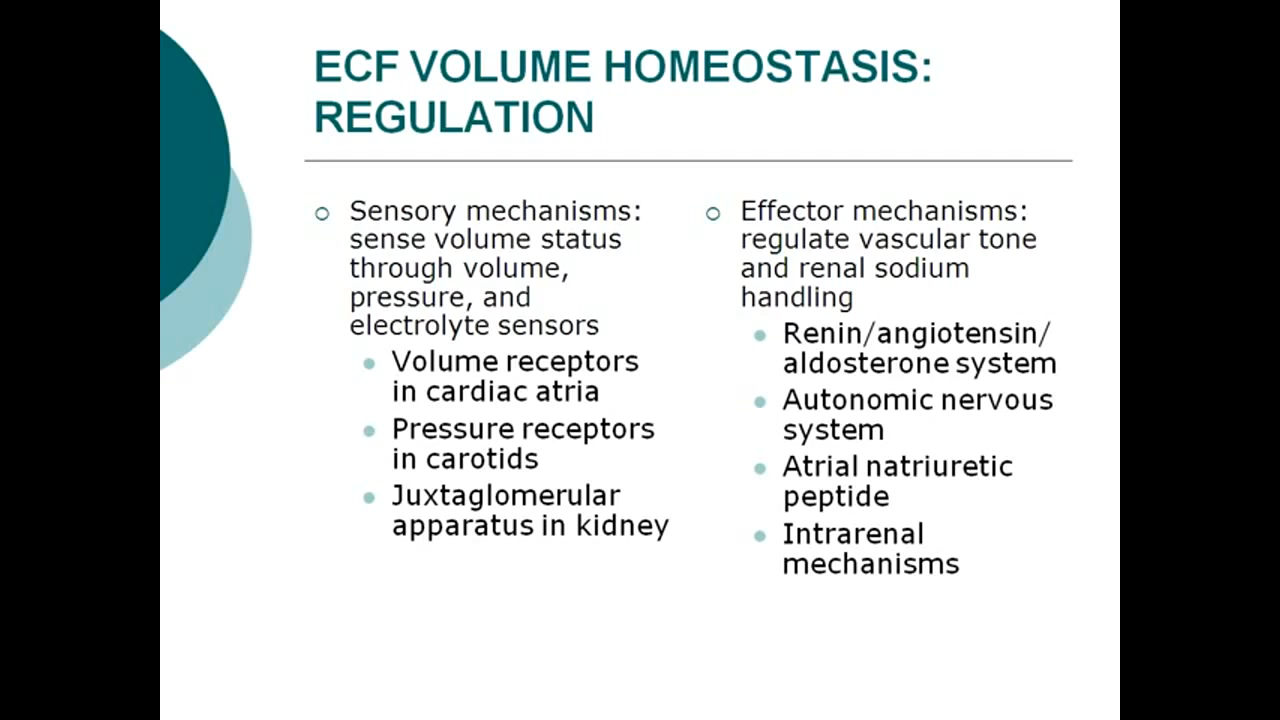 ECF VOLUME HOMEOSTASIS:
REGULATION
Sensory mechanisms:
sense volume status
through volume,
pressure, and
electrolyte sensors
Volume receptors
in cardiac atria
Pressure receptors
in carotids
Juxtaglomerular
apparatus in kidney
Effector mechanisms:
regulate vascular tone
and renal sodium
handling
Renin/angiotensin/
aldosterone system
Autonomic nervous
system
Atrial natriuretic
peptide
Intrarenal
mechanisms